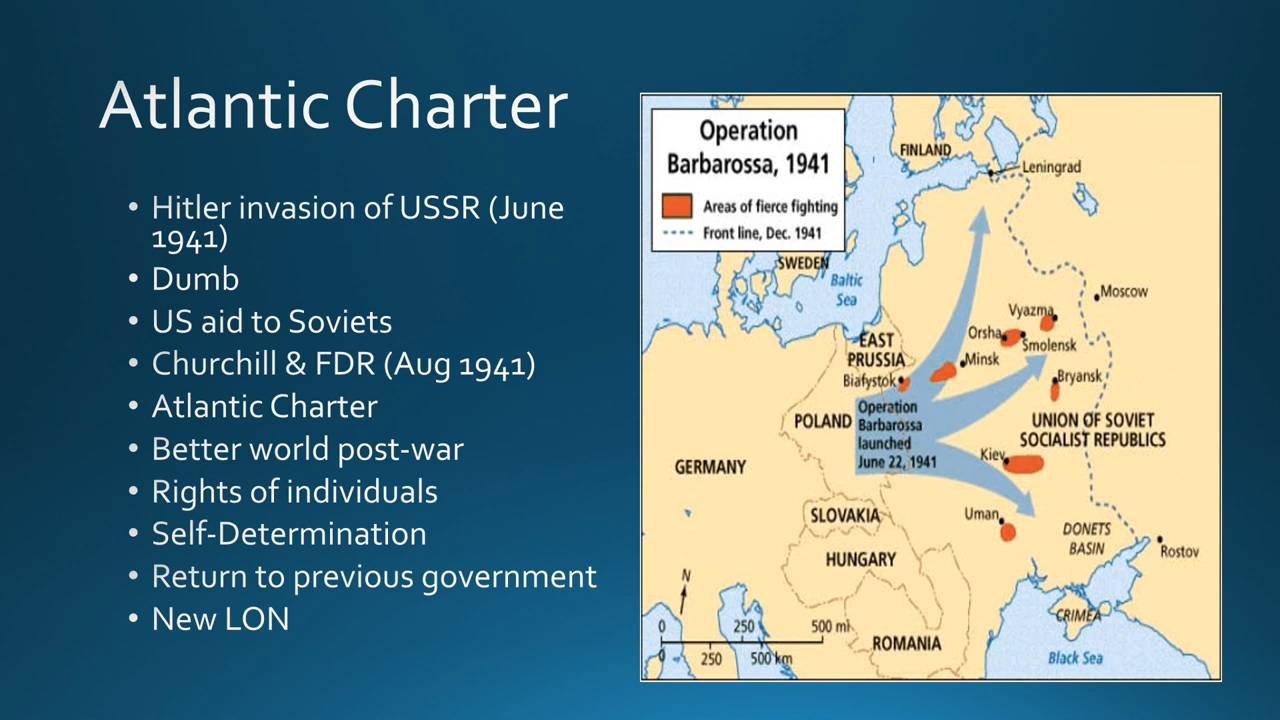 Atlantic Charter
• Hitler invasion of USSR (June
1941)
• Dumb
• US aid to Soviets
• Churchill & FDR (Aug 1941)
• Atlantic Charter
• Better world post-war
• Rights of individuals
• Self-Determination
• Return to previous government
• New LON
Operation
Barbarossa, 1941
Areas of fierce fighting
Front line, Dec. 1941
FINLAND
Leningrad
SWEDEN
Baltic
Sea
Moscow
Vyazma
Orsha
Smolensk
EAST
PRUSSIA
Minsk
Białystok
Bryansk
POLAND
Operation
Barbarossa
launched
June 22, 1941
UNION OF SOVIET
SOCIALIST REPUBLICS
GERMANY
Kiev
SLOVAKIA
Uman
DONETS
BASIN
Rostov
HUNGARY
N
CRIMEA
0 250 500 mi
0 250 500 km
ROMANIA
Black Sea